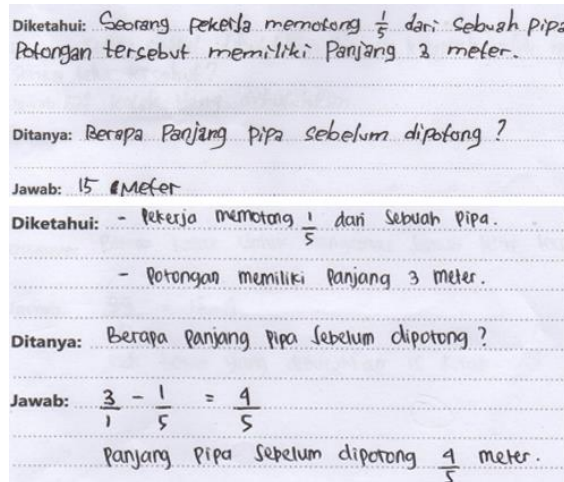 Diketahui: Seorang pekerja memotong 1/5 dari sebuah pipa
Potongan tersebut memiliki Panjang 3 meter.
Ditanya: Berapa Panjang pipa sebelum dipotong ?
Jawab: 15 Meter
Diketahui: - Pekerja memotong 1/5 dari sebuah pipa.
- Potongan memiliki Panjang 3 meter.
Ditanya: Berapa panjang pipa sebelum dipotong ?
Jawab: 3/1 - 1/5 = 4/5
Panjang pipa sebelum dipotong 4/5 meter.